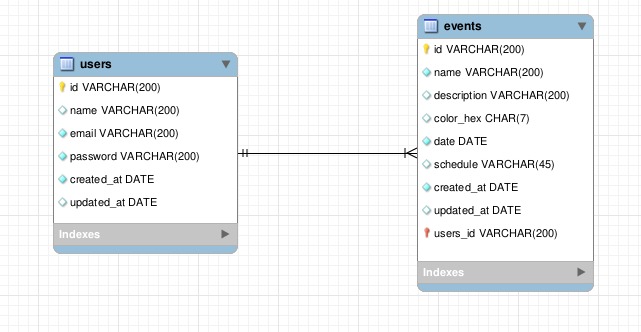 users
id VARCHAR(200)
name VARCHAR(200)
email VARCHAR(200)
password VARCHAR(200)
created_at DATE
updated_at DATE
Indexes
events
id VARCHAR(200)
name VARCHAR(200)
description VARCHAR(200)
color_hex CHAR(7)
date DATE
schedule VARCHAR(45)
created_at DATE
updated_at DATE
users_id VARCHAR(200)
Indexes